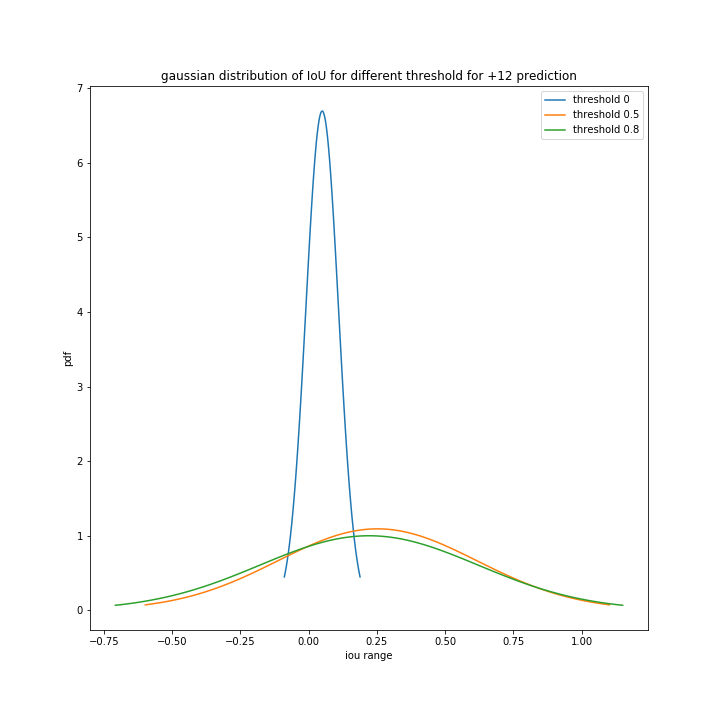 gaussian distribution of IoU for different threshold for +12 prediction
threshold 0
threshold 0.5
threshold 0.8
7
6
5
4
3
2
1
0
pdf
−0.75 −0.50 −0.25 0.00 0.25 0.50 0.75 1.00
iou range